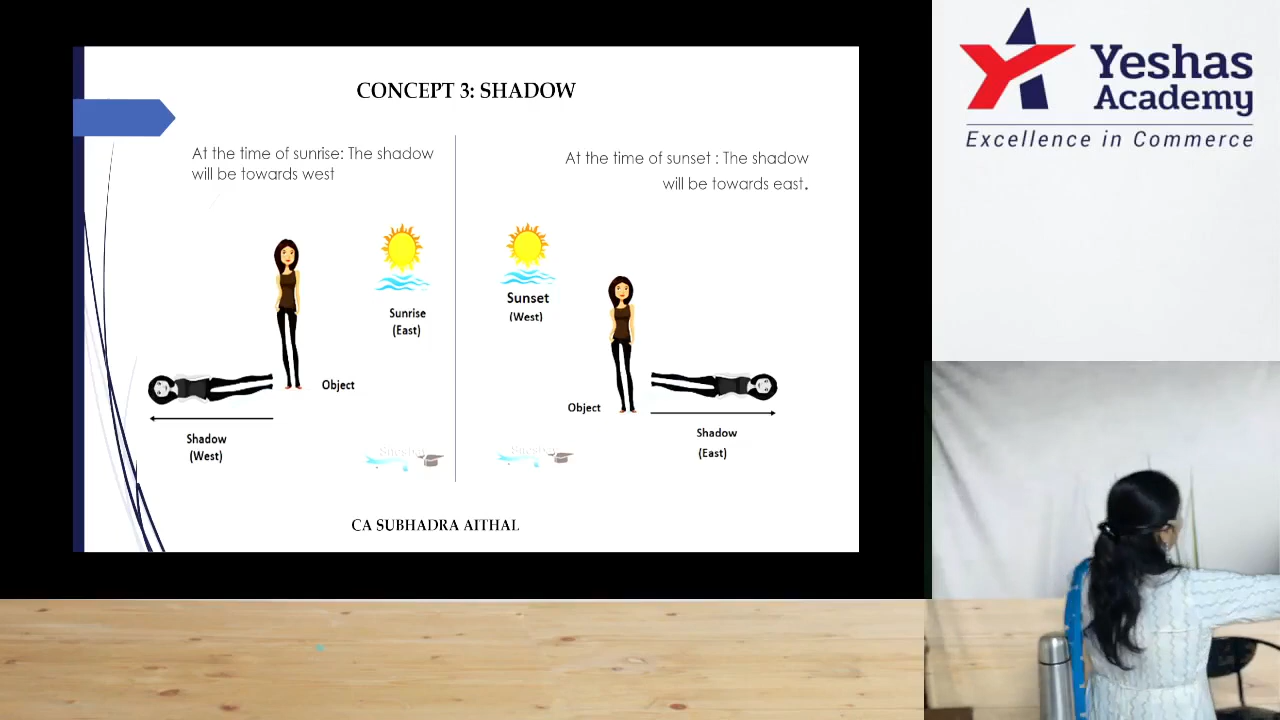 CONCEPT 3: SHADOW
At the time of sunrise: The shadow
will be towards west
Sunrise
(East)
Object
Shadow
(West)
At the time of sunset : The shadow
will be towards east.
Sunset
(West)
Object
Shadow
(East)
CA SUBHADRA AITHAL
Yeshas
Academy
Excellence in Commerce